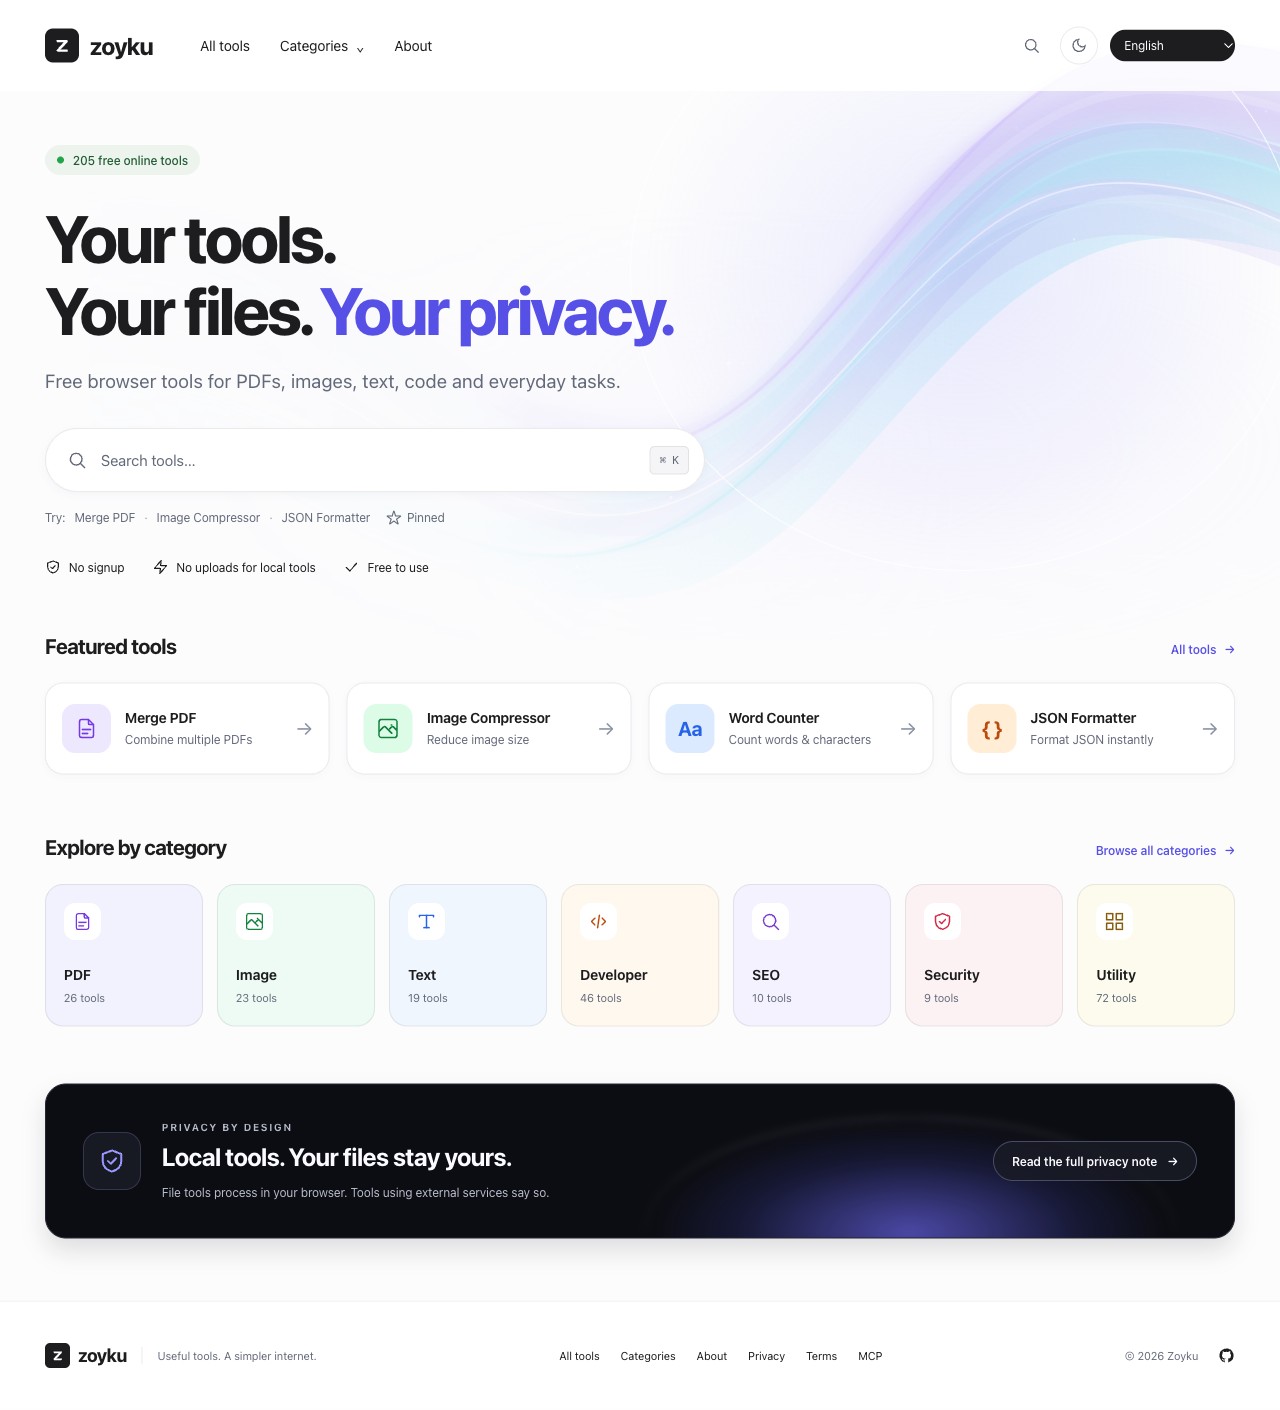 Z zoyku
All tools
Categories
About
English
205 free online tools
Your tools.
Your files. Your privacy.
Free browser tools for PDFs, images, text, code and everyday tasks.
Search tools...
⌘ K
Try: Merge PDF · Image Compressor · JSON Formatter
Pinned
No signup
No uploads for local tools
Free to use
Featured tools
All tools →
Merge PDF
Combine multiple PDFs
Image Compressor
Reduce image size
Aa
Word Counter
Count words & characters
{ }
JSON Formatter
Format JSON instantly
Explore by category
Browse all categories →
PDF
26 tools
Image
23 tools
Text
19 tools
Developer
46 tools
SEO
10 tools
Security
9 tools
Utility
72 tools
PRIVACY BY DESIGN
Local tools. Your files stay yours.
File tools process in your browser. Tools using external services say so.
Read the full privacy note →
Z zoyku
Useful tools. A simpler internet.
All tools
Categories
About
Privacy
Terms
MCP
© 2026 Zoyku